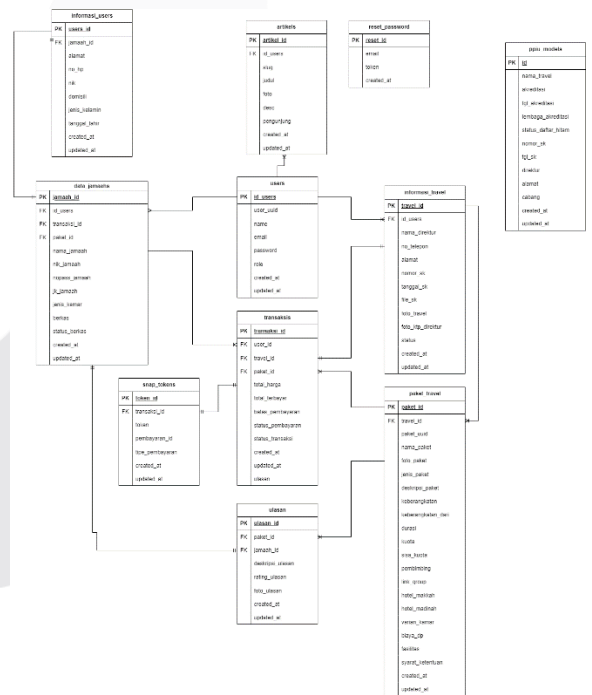 informasi_users
PK users_id
FK jamaah_id
alamat
no_hp
nik
domisili
jenis_kelamin
tanggal_lahir
created_at
updated_at
artikels
PK artikel_id
FK id_users
slug
judul
foto
desc
pengunjung
created_at
updated_at
reset_password
PK reset_id
email
token
created_at
ppiu_models
PK id
nama_travel
akreditasi
tgl_akreditasi
lembaga_akreditasi
status_daftar_hitam
nomor_sk
tgl_sk
direktur
alamat
cabang
created_at
updated_at
data_jamaahs
PK jamaah_id
FK id_users
FK transaksi_id
FK paket_id
nama_jamaah
nik_jamaah
nopass_jamaah
jk_jamaah
jenis_kamar
berkas
status_berkas
created_at
updated_at
users
PK id_users
user_uuid
name
email
password
role
created_at
updated_at
informasi_travel
PK travel_id
FK id_users
nama_direktur
no_telepon
alamat
nomor_sk
tanggal_sk
file_sk
foto_travel
foto_ktp_direktur
status
created_at
updated_at
transaksis
PK transaksi_id
FK user_id
FK travel_id
FK paket_id
total_harga
total_terbayar
batas_pembayaran
status_pembayaran
status_transaksi
created_at
updated_at
ulasan
snap_tokens
PK token_id
FK transaksi_id
token
pembayaran_id
tipe_pembayaran
created_at
updated_at
paket_travel
PK paket_id
FK travel_id
paket_uuid
nama_paket
foto_paket
jenis_paket
deskripsi_paket
keberangkatan
keberangkatan_dari
durasi
kuota
sisa_kuota
pembimbing
link_group
hotel_makkah
hotel_madinah
varian_kamar
biaya_dp
fasilitas
syarat_ketentuan
created_at
updated_at
ulasan
PK ulasan_id
FK paket_id
FK jamaah_id
deskripsi_ulasan
rating_ulasan
foto_ulasan
created_at
updated_at